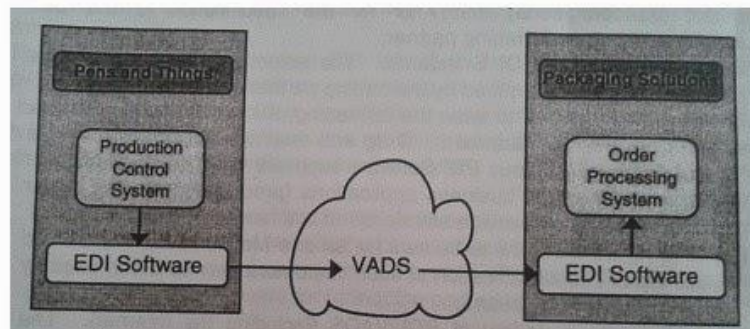 Pens and Things
Packaging Solutions
Production
Control
System
Order
Processing
System
EDI Software
VADS
EDI Software